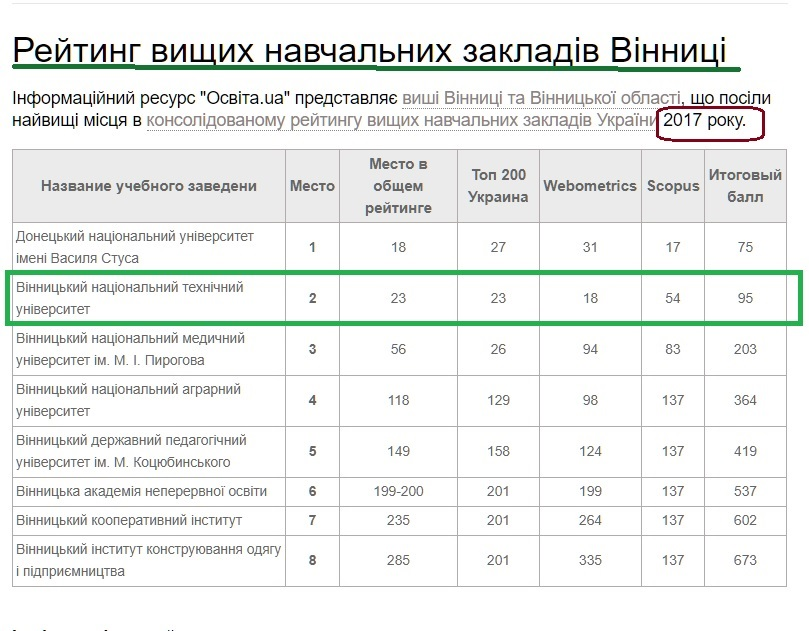 Рейтинг вищих навчальних закладів Вінниці
Інформаційний ресурс "Освіта.ua" представляє виші Вінниці та Вінницької області, що посіли
найвищі місця в консолідованому рейтингу вищих навчальних закладів України 2017 року.
Название учебного заведени Место Место в общем рейтинге Топ 200 Украина Webometrics Scopus Итоговый балл
Донецький національний університет імені Василя Стуса 1 18 27 31 17 75
Вінницький національний технічний університет 2 23 23 18 54 95
Вінницький національний медичний університет ім. М. І. Пирогова 3 56 26 94 83 203
Вінницький національний аграрний університет 4 118 129 98 137 364
Вінницький державний педагогічний університет ім. М. Коцюбинського 5 149 158 124 137 419
Вінницька академія неперервної освіти 6 199-200 201 199 137 537
Вінницький кооперативний інститут 7 235 201 264 137 602
Вінницький інститут конструювання одягу і підприємництва 8 285 201 335 137 673